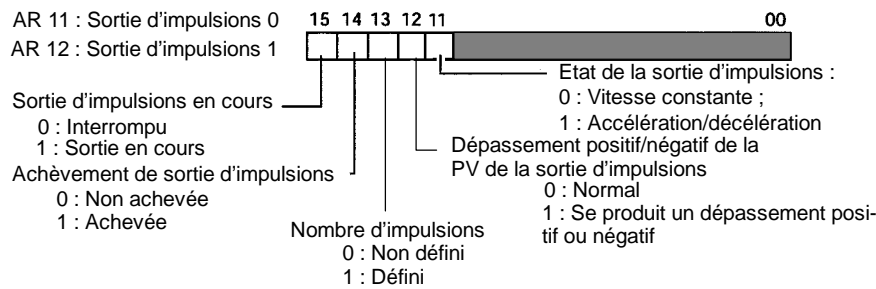 AR 11 : Sortie d'impulsions 0
AR 12 : Sortie d'impulsions 1
15 14 13 12 11 00
Etat de la sortie d'impulsions :
0 : Vitesse constante ;
1 : Accélération/décélération
Sortie d'impulsions en cours
0 : Interrompu
1 : Sortie en cours
Dépassement positif/négatif de la
PV de la sortie d'impulsions
0 : Normal
1 : Se produit un dépassement posi-
tif ou négatif
Achèvement de sortie d'impulsions
0 : Non achevée
1 : Achevée
Nombre d'impulsions
0 : Non défini
1 : Défini